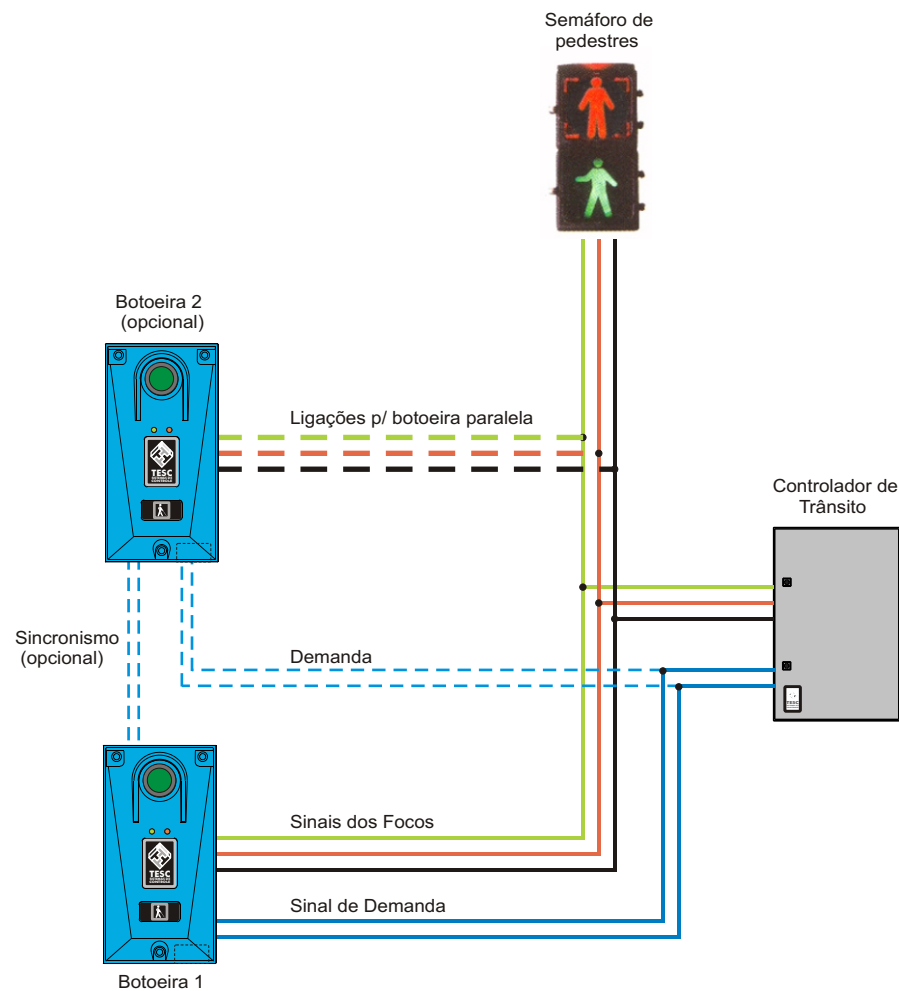 Semáforo de
pedestres
Botoeira 2
(opcional)
Ligações p/ botoeira paralela
Controlador de
Trânsito
TESC
Sincronismo
(opcional)
Demanda
TESC
Sinais dos Focos
TESC
Sinal de Demanda
Botoeira 1